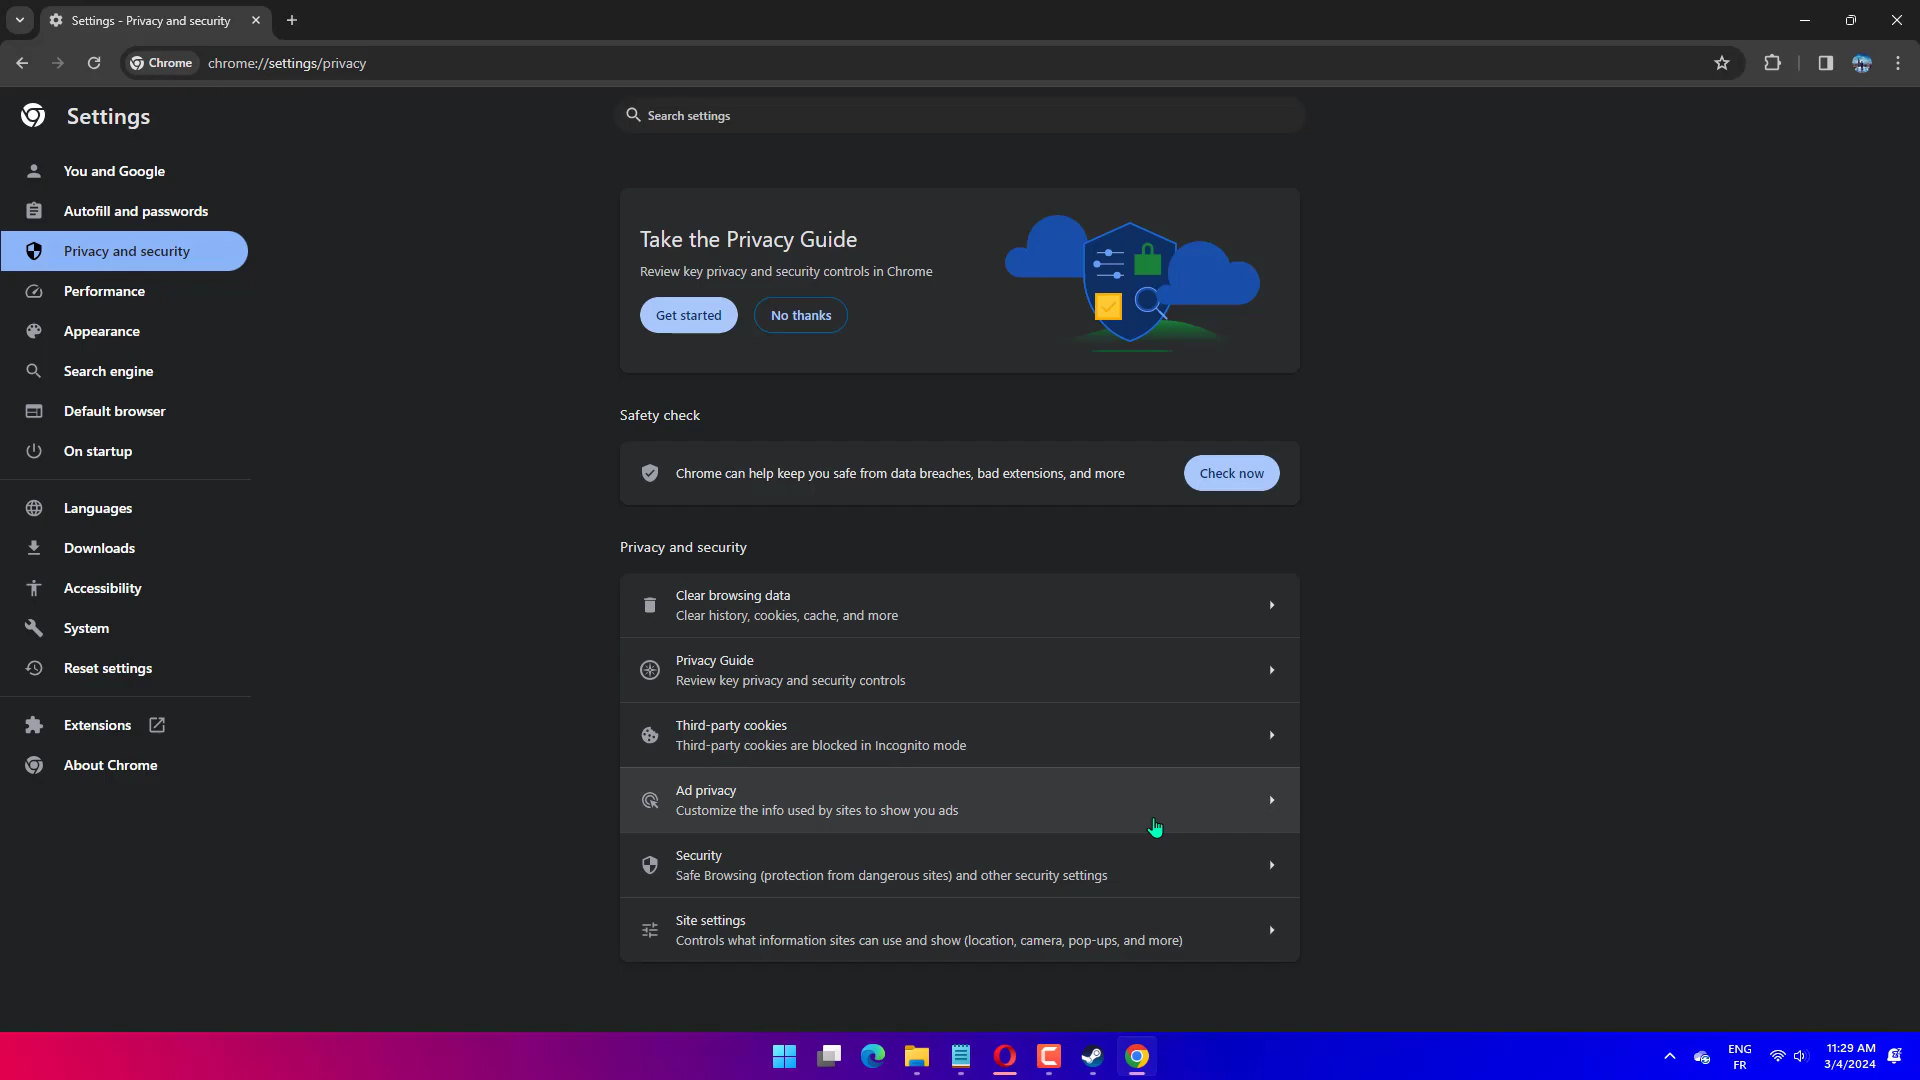 Settings - Privacy and security
Chrome
chrome://settings/privacy
Settings
Search settings
You and Google
Autofill and passwords
Privacy and security
Performance
Appearance
Search engine
Default browser
On startup
Languages
Downloads
Accessibility
System
Reset settings
Extensions
About Chrome
Take the Privacy Guide
Review key privacy and security controls in Chrome
Get started
No thanks
Safety check
Chrome can help keep you safe from data breaches, bad extensions, and more
Check now
Privacy and security
Clear browsing data
Clear history, cookies, cache, and more
Privacy Guide
Review key privacy and security controls
Third-party cookies
Third-party cookies are blocked in Incognito mode
Ad privacy
Customize the info used by sites to show you ads
Security
Safe Browsing (protection from dangerous sites) and other security settings
Site settings
Controls what information sites can use and show (location, camera, pop-ups, and more)
ENG
FR
11:29 AM
3/4/2024